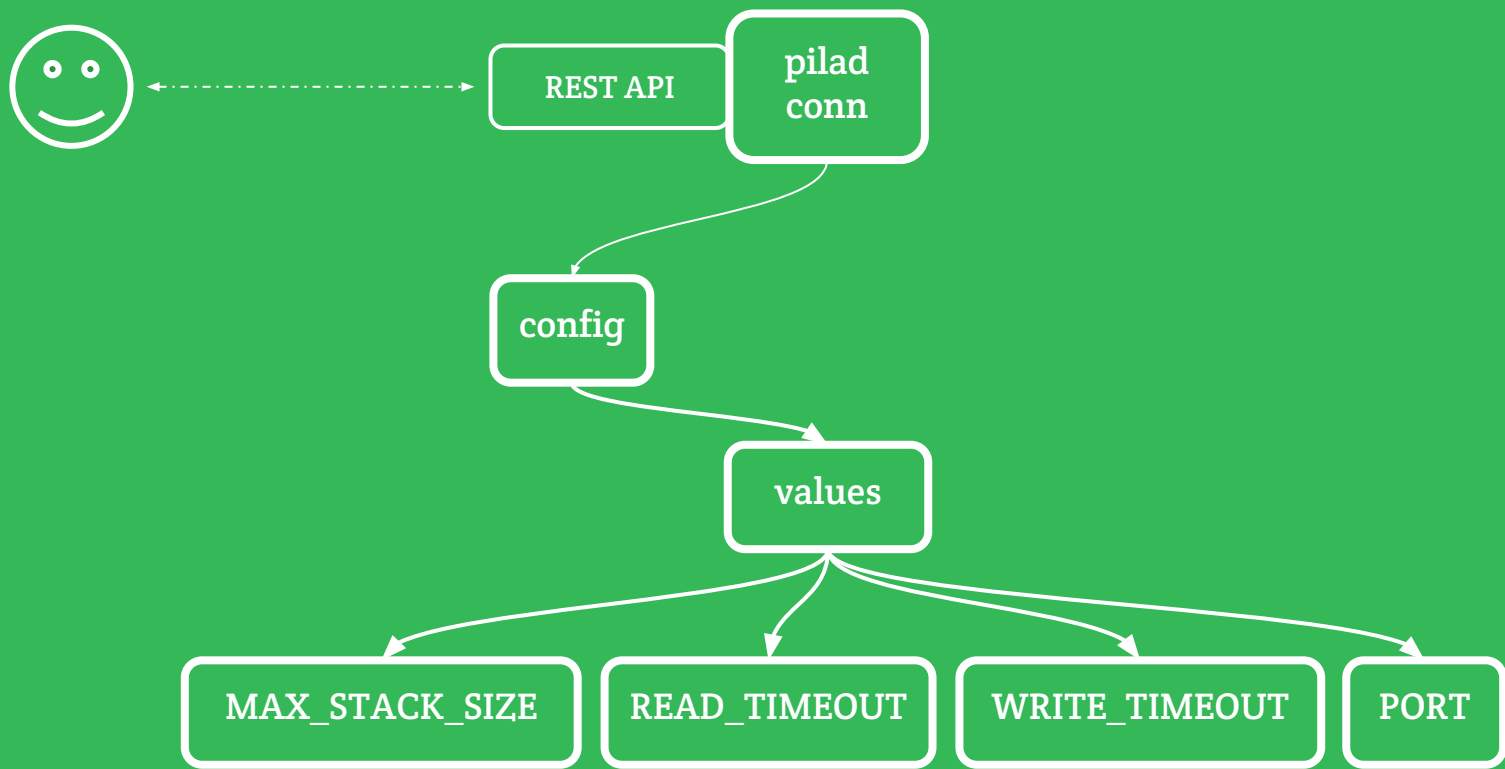 REST API
pilad
conn
config
values
MAX_STACK_SIZE
READ_TIMEOUT
WRITE_TIMEOUT
PORT